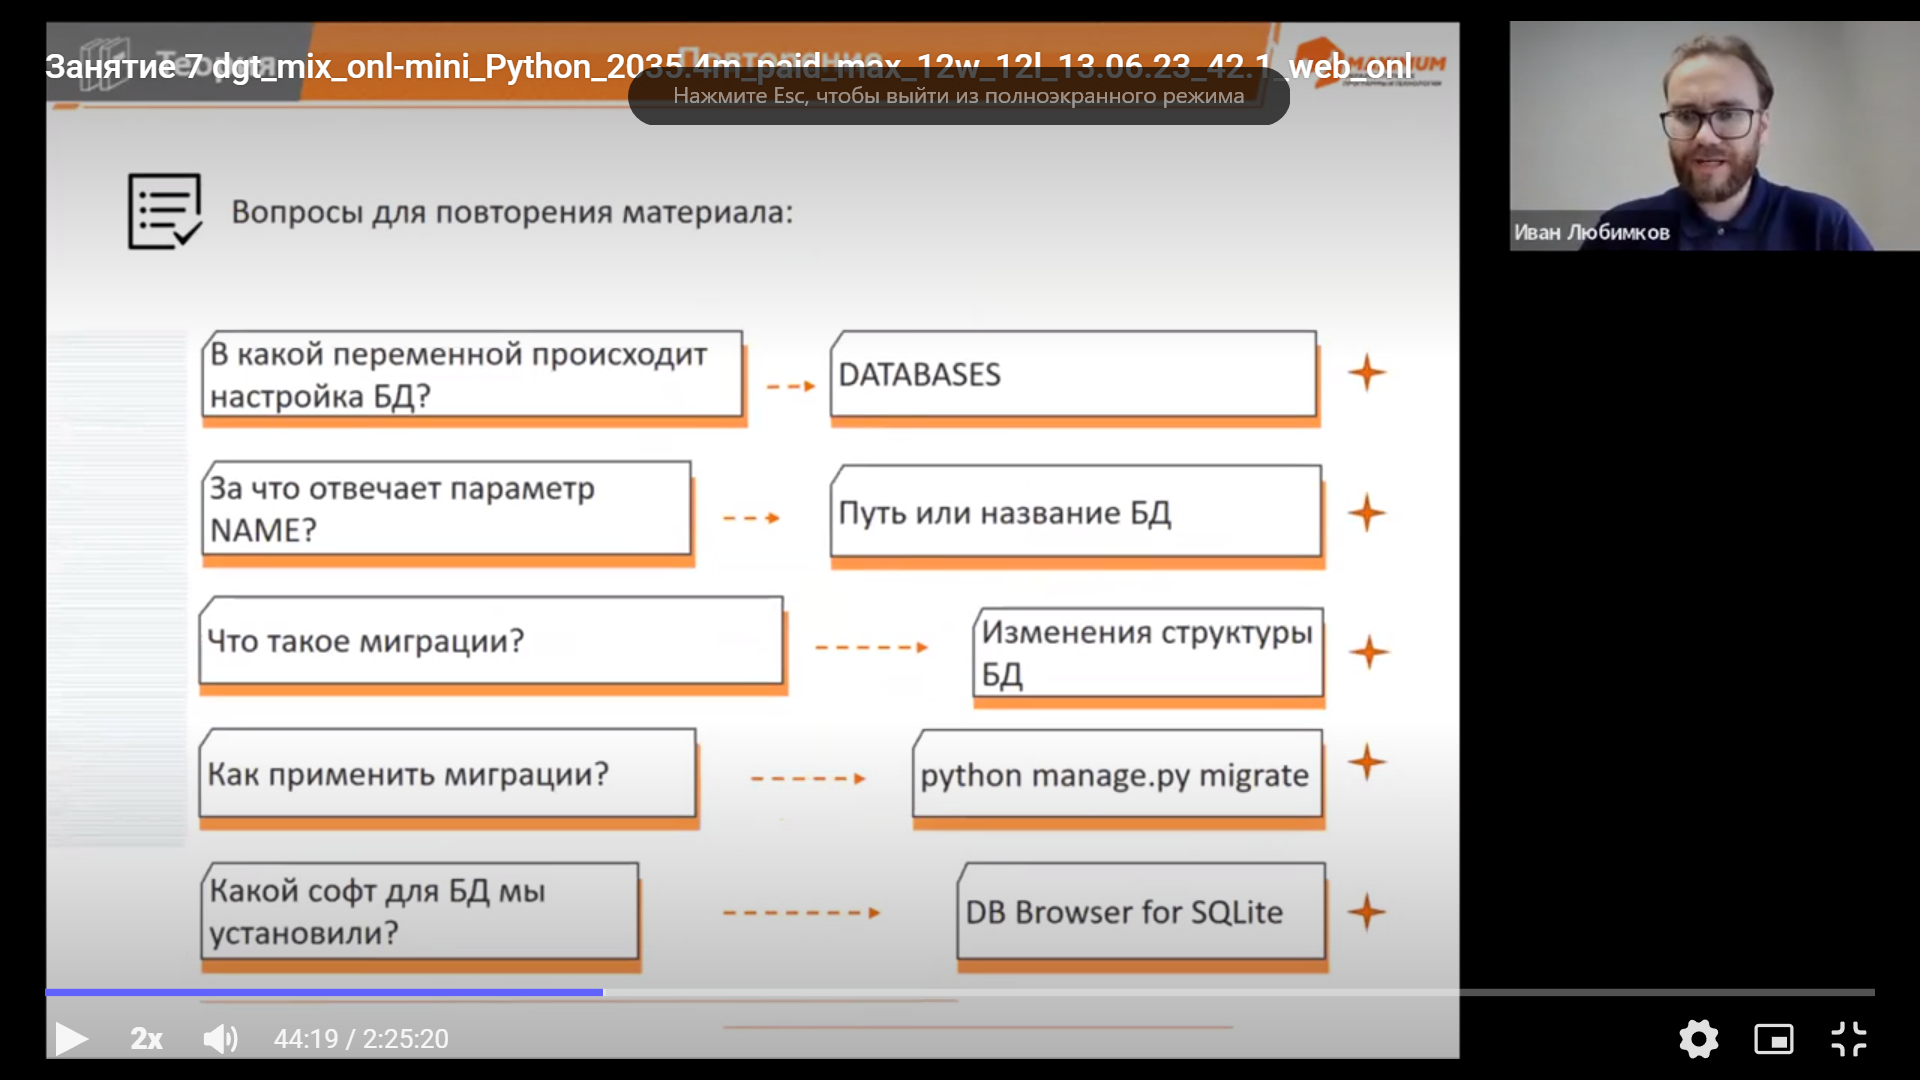 Теория
Повторение
MAXIMUM
Занятие 7 dgt_mix_onl-mini_Python_2035.4m_paid_max_12w_12l_13.06.23_42.1_web_onl
Нажмите Esc, чтобы выйти из полноэкранного режима
Иван Любимков
Вопросы для повторения материала:
В какой переменной происходит
настройка БД?
DATABASES
За что отвечает параметр
NAME?
Путь или название БД
Что такое миграции?
Изменения структуры
БД
Как применить миграции?
python manage.py migrate
Какой софт для БД мы
установили?
DB Browser for SQLite
2x
44:19 / 2:25:20